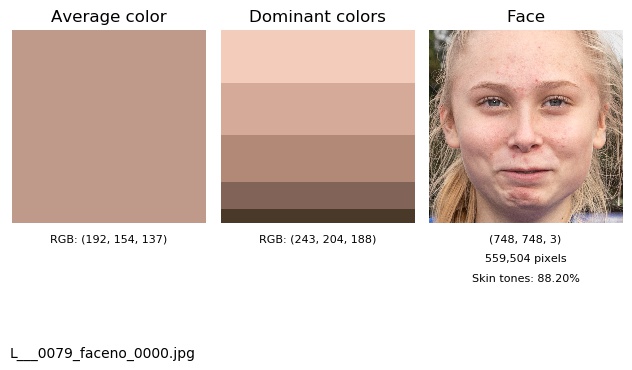 Average color
Dominant colors
Face
RGB: (192, 154, 137)
RGB: (243, 204, 188)
(748, 748, 3)
559,504 pixels
Skin tones: 88.20%
L___0079_faceno_0000.jpg